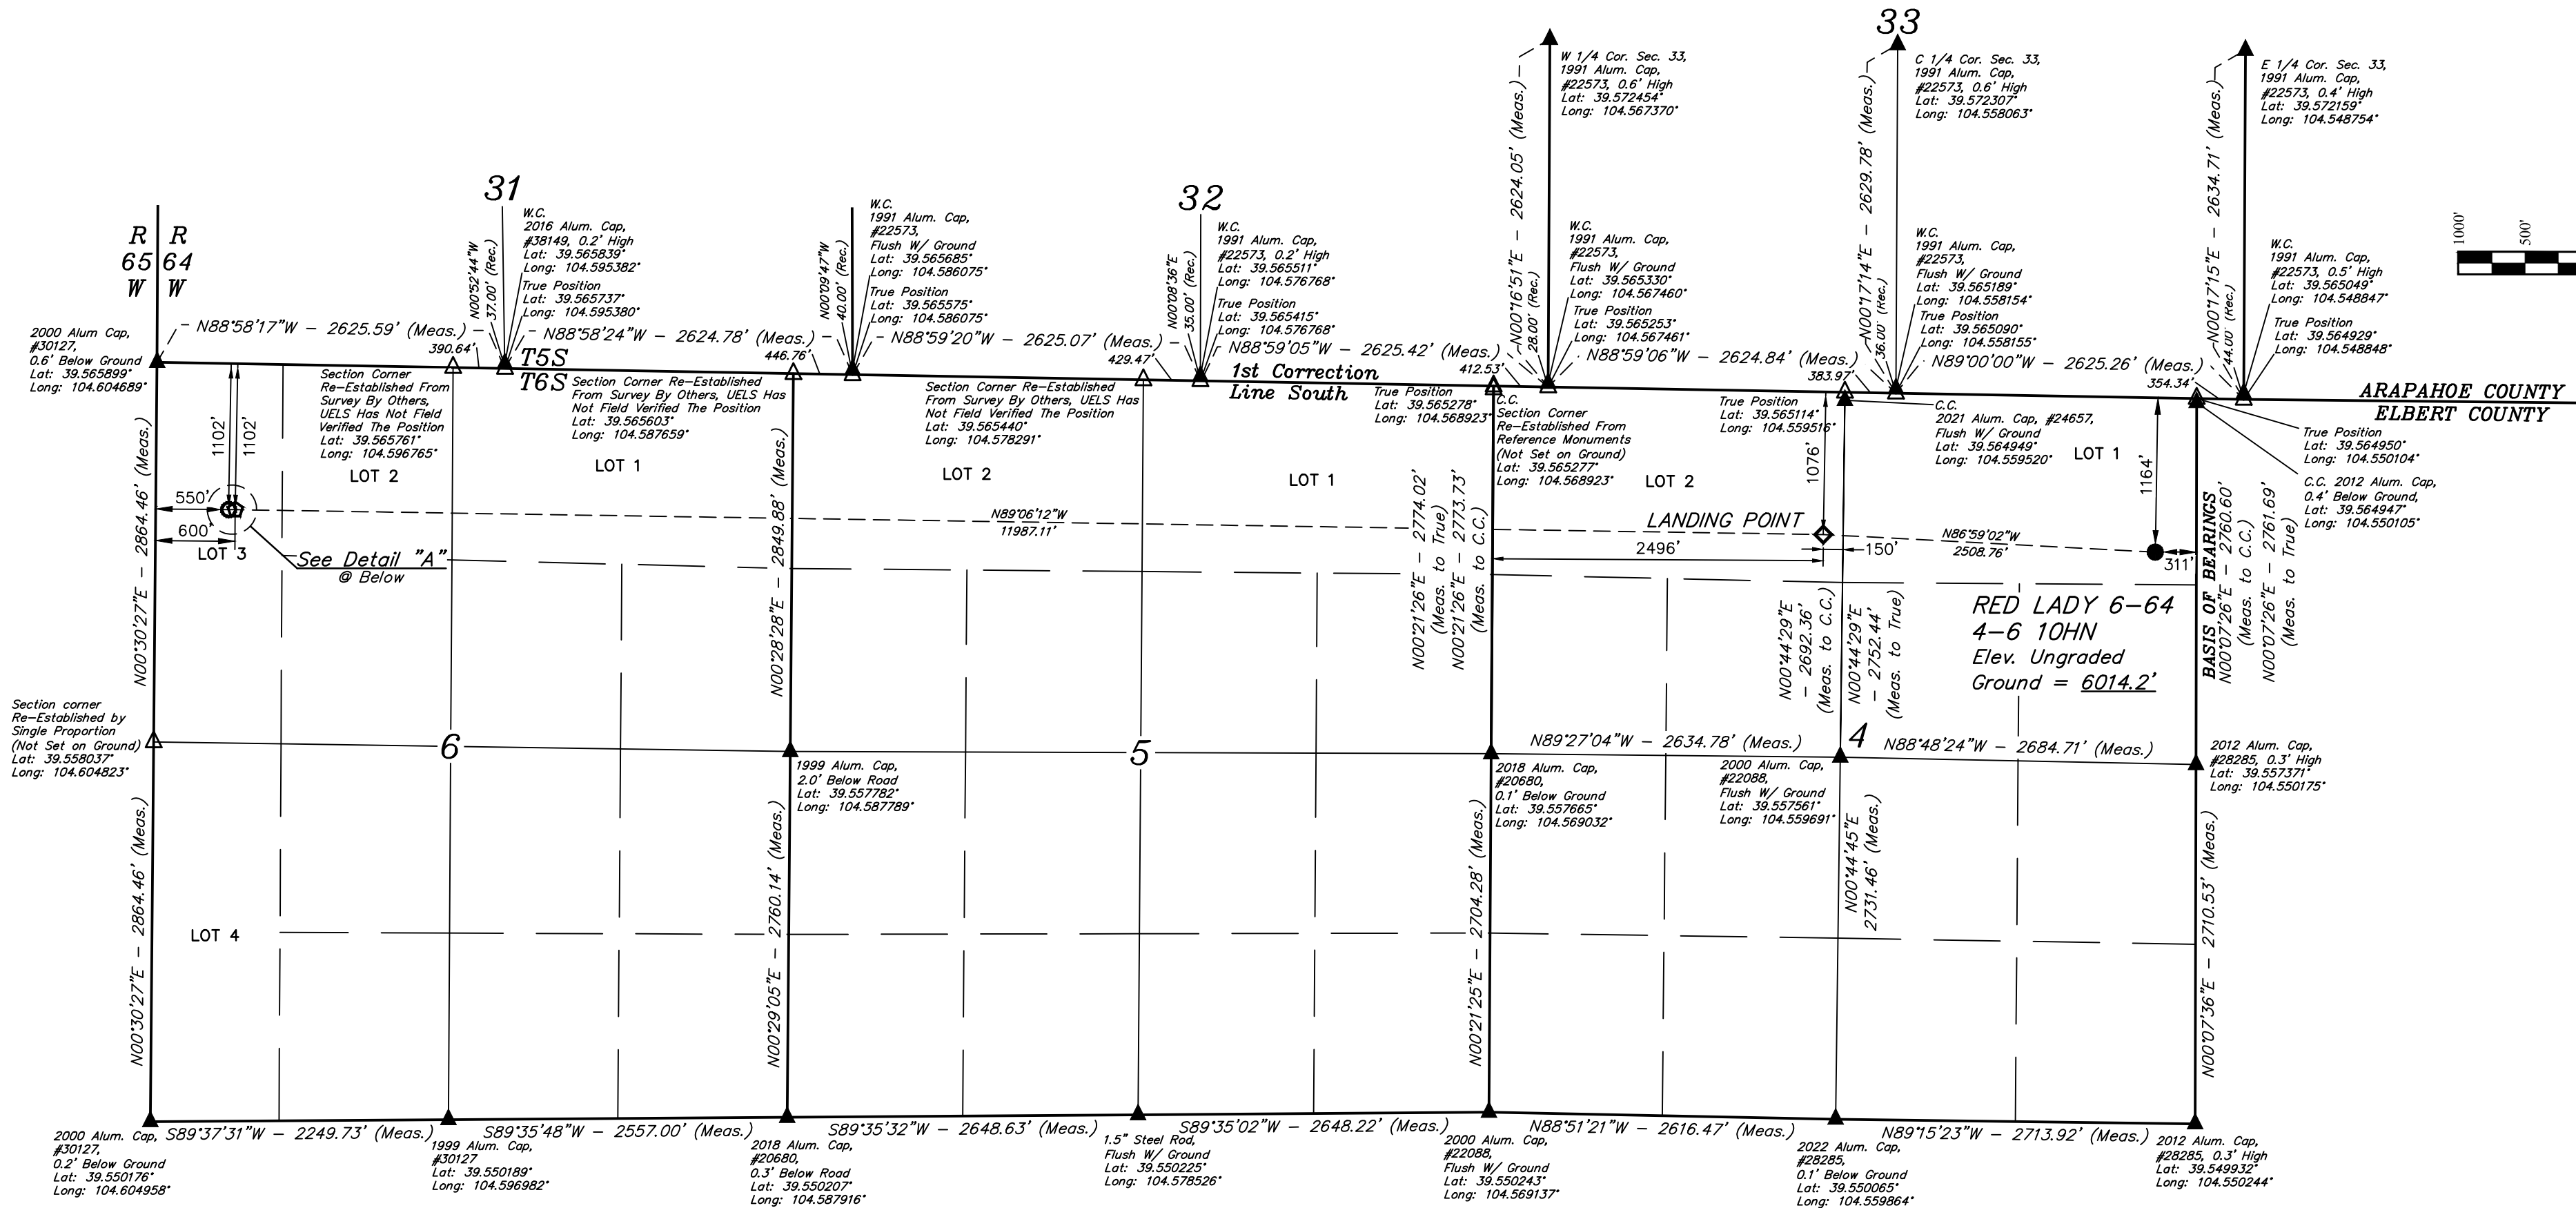 33
W 1/4 Cor. Sec. 33,
1991 Alum. Cap,
#22573, 0.6' High
Lat: 39.572454°
Long: 104.567370°
C 1/4 Cor. Sec. 33,
1991 Alum. Cap,
#22573, 0.6' High
Lat: 39.572307°
Long: 104.558063°
E 1/4 Cor. Sec. 33,
1991 Alum. Cap,
#22573, 0.4' High
Lat: 39.572159°
Long: 104.548754°
N00°16'51"E - 2624.05' (Meas.)
N00°17'14"E - 2629.78' (Meas.)
N00°17'15"E - 2634.71' (Meas.)
1000'
500'
31
32
R R
65 64
W W
N00°52'44"W
37.00' (Rec.)
W.C.
2016 Alum. Cap,
#38149, 0.2' High
Lat: 39.565839°
Long: 104.595382°
True Position
Lat: 39.565737°
Long: 104.595380°
N00°09'47"W
40.00' (Rec.)
W.C.
1991 Alum. Cap,
#22573,
Flush W/ Ground
Lat: 39.565685°
Long: 104.586075°
True Position
Lat: 39.565575°
Long: 104.586075°
N00°08'36"E
35.00' (Rec.)
W.C.
1991 Alum. Cap,
#22573, 0.2' High
Lat: 39.565511°
Long: 104.576768°
True Position
Lat: 39.565415°
Long: 104.576768°
28.00' (Rec.)
W.C.
1991 Alum. Cap,
#22573,
Flush W/ Ground
Lat: 39.565330°
Long: 104.567460°
True Position
Lat: 39.565253°
Long: 104.567461°
36.00' (Rec.)
W.C.
1991 Alum. Cap,
#22573,
Flush W/ Ground
Lat: 39.565189°
Long: 104.558154°
True Position
Lat: 39.565090°
Long: 104.558155°
44.00' (Rec.)
W.C.
1991 Alum. Cap,
#22573, 0.5' High
Lat: 39.565049°
Long: 104.548847°
True Position
Lat: 39.564929°
Long: 104.548848°
2000 Alum Cap,
#30127,
0.6' Below Ground
Lat: 39.565899°
Long: 104.604689°
N88°58'17"W - 2625.59' (Meas.)
390.64'
N88°58'24"W - 2624.78' (Meas.)
446.76'
N88°59'20"W - 2625.07' (Meas.)
429.47'
N88°59'05"W - 2625.42' (Meas.)
412.53'
N88°59'06"W - 2624.84' (Meas.)
383.97'
N89°00'00"W - 2625.26' (Meas.)
354.34'
T5S
T6S
1st Correction
Line South
ARAPAHOE COUNTY
ELBERT COUNTY
Section Corner
Re-Established From
Survey By Others,
UELS Has Not Field
Verified The Position
Lat: 39.565761°
Long: 104.596765°
Section Corner Re-Established
From Survey By Others, UELS Has
Not Field Verified The Position
Lat: 39.565603°
Long: 104.587659°
Section Corner Re-Established
From Survey By Others, UELS Has
Not Field Verified The Position
Lat: 39.565440°
Long: 104.578291°
True Position
Lat: 39.565278°
Long: 104.568923°
C.C.
Section Corner
Re-Established From
Reference Monuments
(Not Set on Ground)
Lat: 39.565277°
Long: 104.568923°
True Position
Lat: 39.565114°
Long: 104.559516°
C.C.
2021 Alum. Cap, #24657,
Flush W/ Ground
Lat: 39.564949°
Long: 104.559520°
True Position
Lat: 39.564950°
Long: 104.550104°
C.C. 2012 Alum. Cap,
0.4' Below Ground,
Lat: 39.564947°
Long: 104.550105°
LOT 2
LOT 1
LOT 2
LOT 1
LOT 2
LOT 1
1102'
1102'
550'
600'
LOT 3
See Detail "A"
@ Below
N89°06'12"W
11987.11'
LANDING POINT
1076'
2496'
150'
N86°59'02"W
2508.76'
1164'
311'
RED LADY 6-64
4-6 10HN
Elev. Ungraded
Ground = 6014.2'
N00°30'27"E - 2864.46' (Meas.)
N00°28'28"E - 2849.88' (Meas.)
N00°21'26"E - 2774.02'
(Meas. to True)
N00°21'26"E - 2773.73'
(Meas. to C.C.)
N00°44'29"E
- 2692.36'
(Meas. to C.C.)
N00°44'29"E
- 2752.44'
(Meas. to True)
BASIS OF BEARINGS
N00°07'26"E - 2760.60'
(Meas. to C.C.)
N00°07'26"E - 2761.69'
(Meas. to True)
Section corner
Re-Established by
Single Proportion
(Not Set on Ground)
Lat: 39.558037°
Long: 104.604823°
6
5
4
N89°27'04"W - 2634.78' (Meas.)
N88°48'24"W - 2684.71' (Meas.)
1999 Alum. Cap,
2.0' Below Road
Lat: 39.557782°
Long: 104.587789°
2018 Alum. Cap,
#20680,
0.1' Below Ground
Lat: 39.557665°
Long: 104.569032°
2000 Alum. Cap,
#22088,
Flush W/ Ground
Lat: 39.557561°
Long: 104.559691°
2012 Alum. Cap,
#28285, 0.3' High
Lat: 39.557371°
Long: 104.550175°
N00°30'27"E - 2864.46' (Meas.)
LOT 4
N00°29'05"E - 2760.14' (Meas.)
N00°21'25"E - 2704.28' (Meas.)
N00°44'45"E
2731.46' (Meas.)
N00°07'36"E - 2710.53' (Meas.)
S89°37'31"W - 2249.73' (Meas.)
S89°35'48"W - 2557.00' (Meas.)
S89°35'32"W - 2648.63' (Meas.)
S89°35'02"W - 2648.22' (Meas.)
N88°51'21"W - 2616.47' (Meas.)
N89°15'23"W - 2713.92' (Meas.)
2000 Alum. Cap,
#30127,
0.2' Below Ground
Lat: 39.550176°
Long: 104.604958°
1999 Alum. Cap,
#30127
Lat: 39.550189°
Long: 104.596982°
2018 Alum. Cap,
#20680,
0.3' Below Road
Lat: 39.550207°
Long: 104.587916°
1.5" Steel Rod,
Flush W/ Ground
Lat: 39.550225°
Long: 104.578526°
2000 Alum. Cap,
#22088,
Flush W/ Ground
Lat: 39.550243°
Long: 104.569137°
2022 Alum. Cap,
#28285,
0.1' Below Ground
Lat: 39.550065°
Long: 104.559864°
2012 Alum. Cap,
#28285, 0.3' High
Lat: 39.549932°
Long: 104.550244°